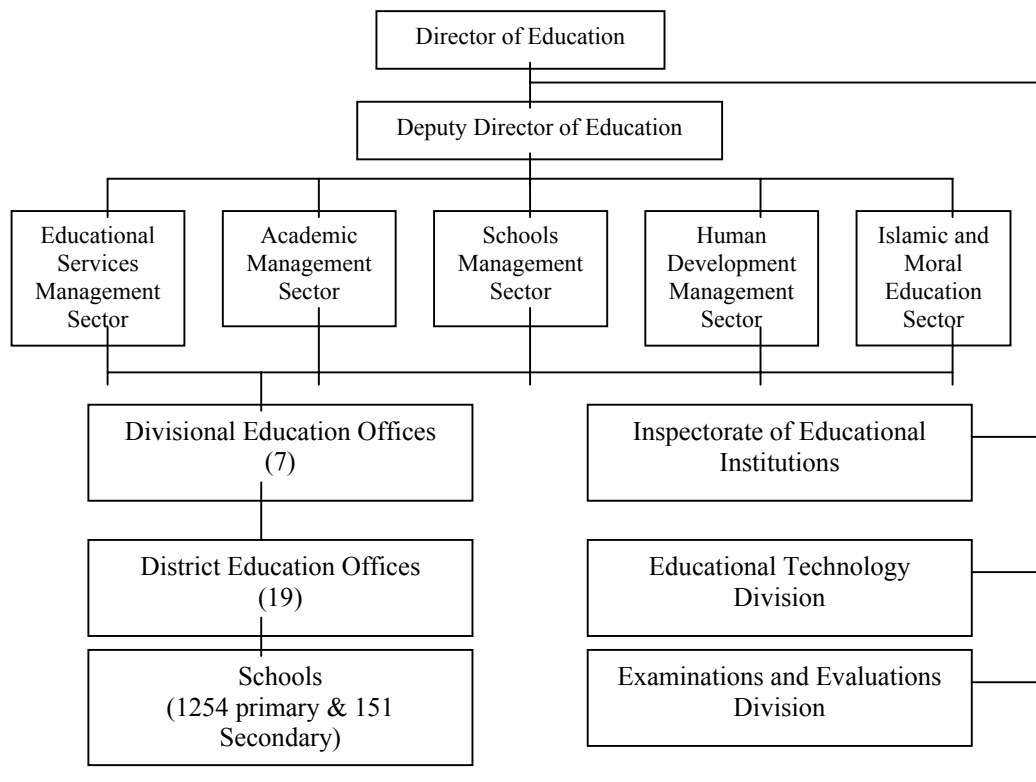 Director of Education
Deputy Director of Education
Educational
Services
Management
Sector
Academic
Management
Sector
Schools
Management
Sector
Human
Development
Management
Sector
Islamic and
Moral
Education
Sector
Divisional Education Offices
(7)
Inspectorate of Educational
Institutions
District Education Offices
(19)
Educational Technology
Division
Schools
(1254 primary & 151
Secondary)
Examinations and Evaluations
Division